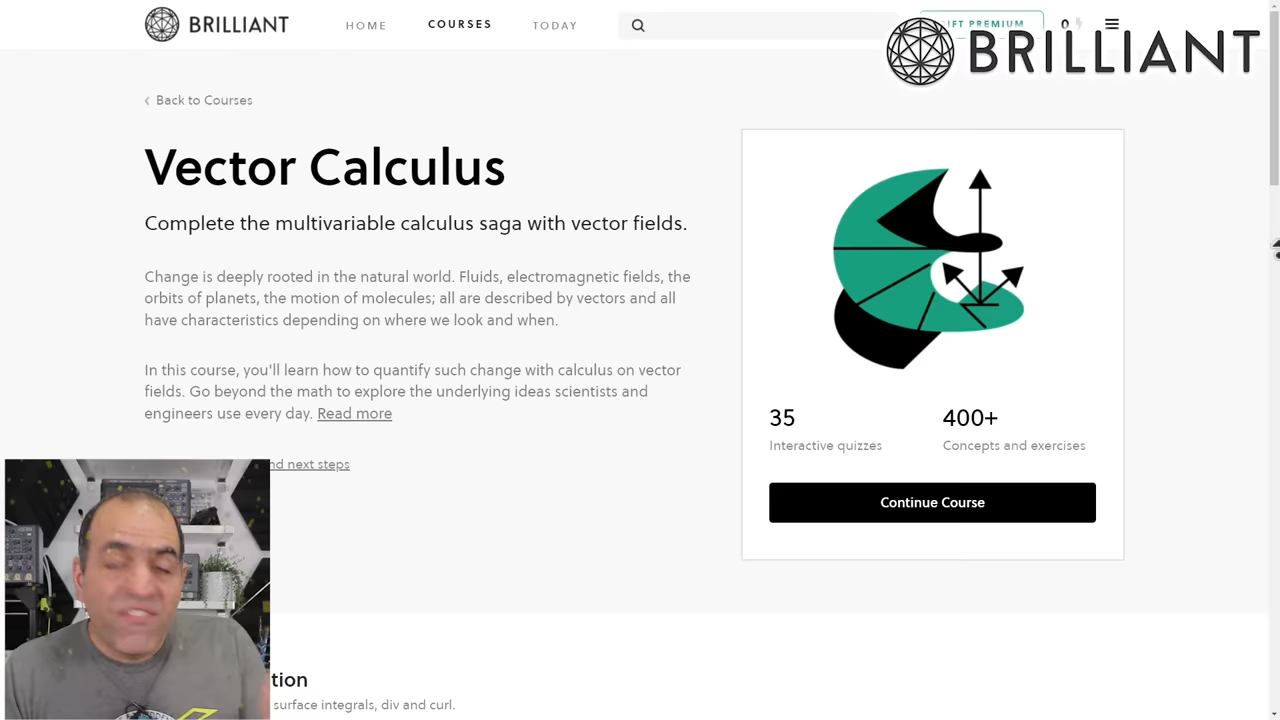 BRILLIANT
HOME
COURSES
TODAY
0
BRILLIANT
Back to Courses
Vector Calculus
Complete the multivariable calculus saga with vector fields.
Change is deeply rooted in the natural world. Fluids, electromagnetic fields, the
orbits of planets, the motion of molecules; all are described by vectors and all
have characteristics depending on where we look and when.
In this course, you'll learn how to quantify such change with calculus on vector
fields. Go beyond the math to explore the underlying ideas scientists and
engineers use every day. Read more
next steps
35
Interactive quizzes
400+
Concepts and exercises
Continue Course
tion
surface integrals, div and curl.